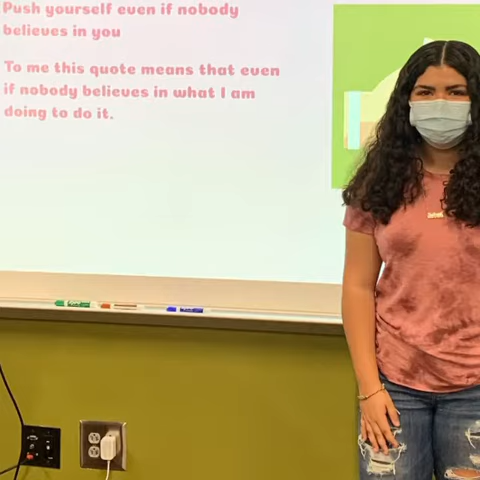 Push yourself even if nobody
believes in you
To me this quote means that even
if nobody believes in what I am
doing to do it.